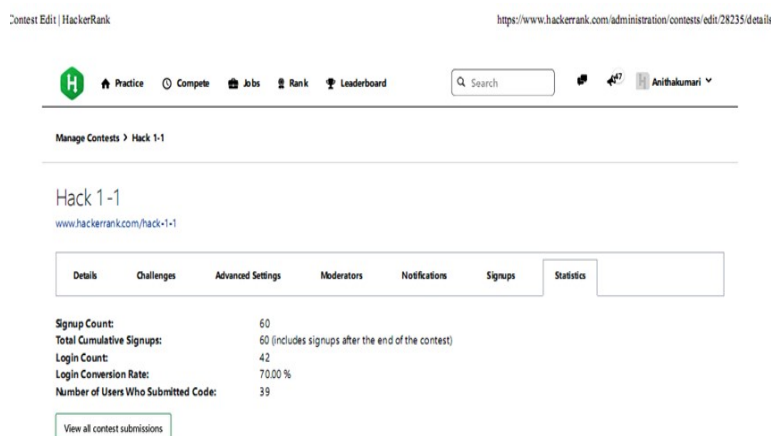 Contest Edit | HackerRank https://www.hackerrank.com/administration/contests/edit/28235/details
H Practice Compete Jobs Rank Leaderboard Search 47 H Anithakumari
Manage Contests > Hack 1-1
Hack 1-1
www.hackerrank.com/hack-1-1
Details Challenges Advanced Settings Moderators Notifications Signups Statistics
Signup Count: 60
Total Cumulative Signups: 60 (includes signups after the end of the contest)
Login Count: 42
Login Conversion Rate: 70.00 %
Number of Users Who Submitted Code: 39
View all contest submissions